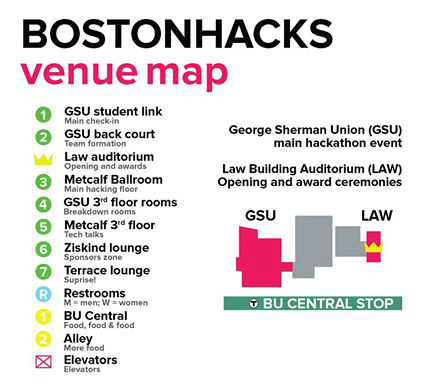 BOSTONHACKS
venue map
1 GSU student link
Main check-in
2 GSU back court
Team formation
Law auditorium
Opening and awards
3 Metcalf Ballroom
Main hacking floor
4 GSU 3rd floor rooms
Breakdown rooms
5 Metcalf 3rd floor
Tech talks
6 Ziskind lounge
Sponsors zone
7 Terrace lounge
Suprise!
R Restrooms
M = men; W = women
1 BU Central
Food, food & food
2 Alley
More food
Elevators
Elevators
George Sherman Union (GSU)
main hackathon event
Law Building Auditorium (LAW)
Opening and award ceremonies
GSU LAW
T BU CENTRAL STOP